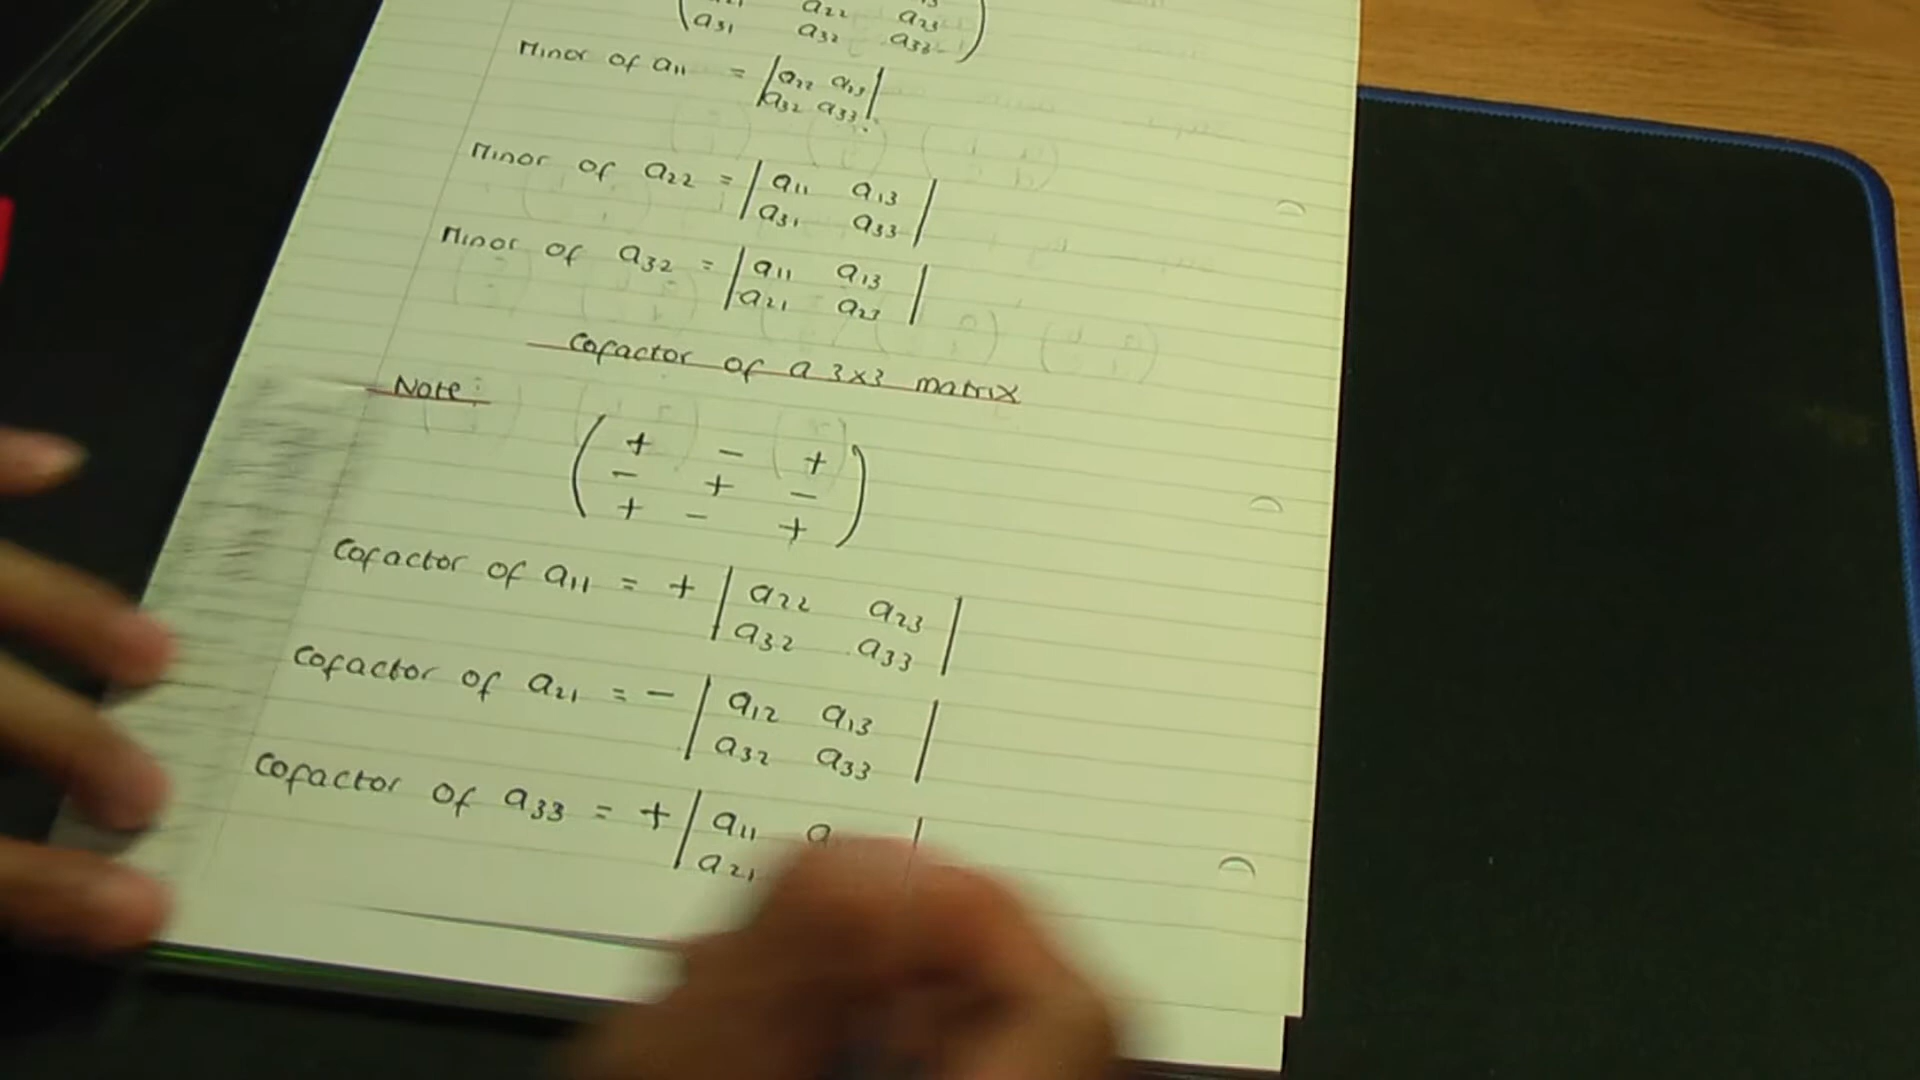 a22 a23
a31 a32 a33
Minor of a11 = | a22 a23 |
| a32 a33 |
Minor of a22 = | a11 a13 |
| a31 a33 |
Minor of a32 = | a11 a13 |
| a21 a23 |
Cofactor of a 3x3 matrix
Note:
( + - +
- + -
+ - + )
Cofactor of a11 = + | a22 a23 |
| a32 a33 |
Cofactor of a21 = - | a12 a13 |
| a32 a33 |
Cofactor of a33 = + | a11 a |
| a21